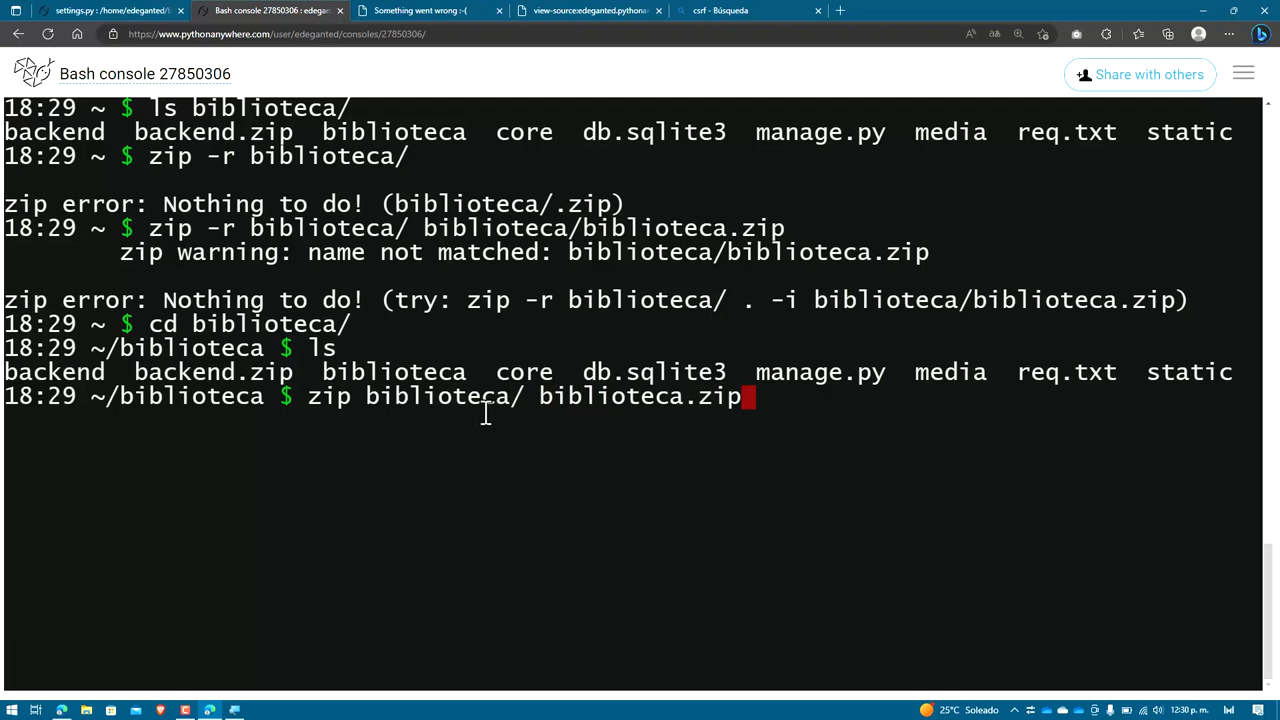 settings.py : /home/edeganted/l
Bash console 27850306 : edegan
Something went wrong :-(
view-source:edeganted.pythonan
csrf - Búsqueda
https://www.pythonanywhere.com/user/edeganted/consoles/27850306/
Bash console 27850306
Share with others
18:29 ~ $ ls biblioteca/
backend  backend.zip  biblioteca  core  db.sqlite3  manage.py  media  req.txt  static
18:29 ~ $ zip -r biblioteca/
zip error: Nothing to do! (biblioteca/.zip)
18:29 ~ $ zip -r biblioteca/ biblioteca/biblioteca.zip
zip warning: name not matched: biblioteca/biblioteca.zip
zip error: Nothing to do! (try: zip -r biblioteca/ . -i biblioteca/biblioteca.zip)
18:29 ~ $ cd biblioteca/
18:29 ~/biblioteca $ ls
backend  backend.zip  biblioteca  core  db.sqlite3  manage.py  media  req.txt  static
18:29 ~/biblioteca $ zip biblioteca/ biblioteca.zip
25°C Soleado
12:30 p. m.